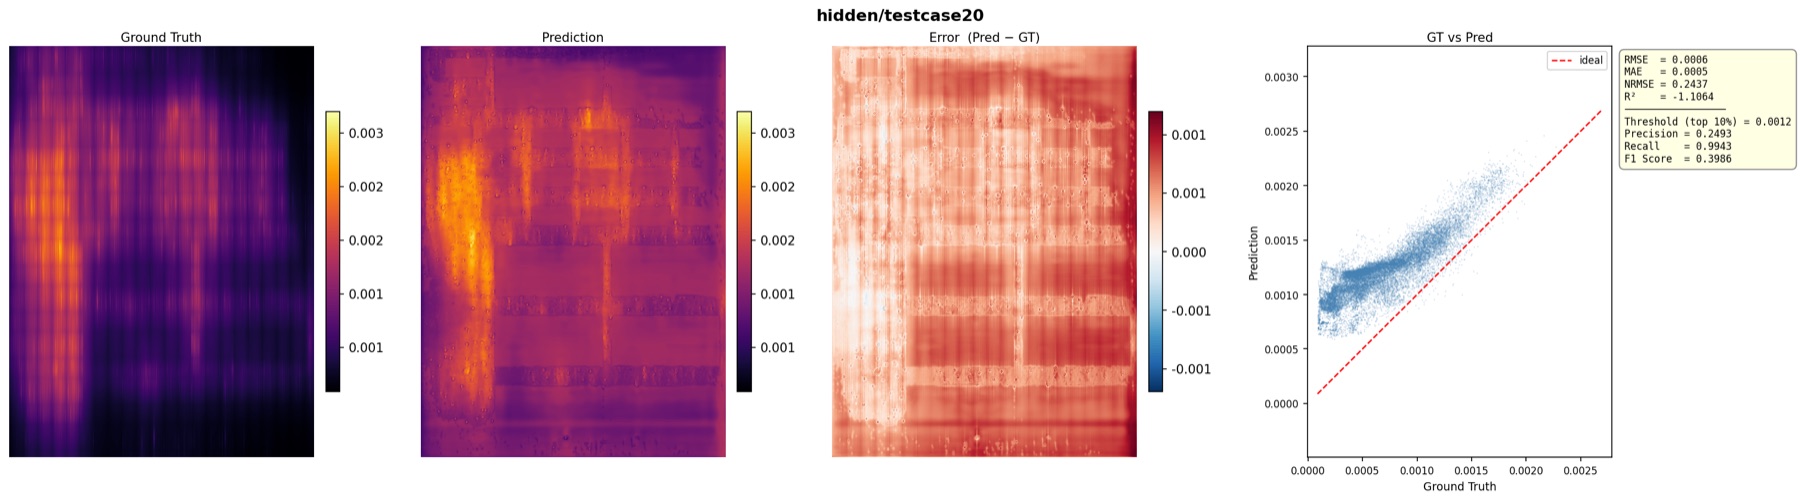 hidden/testcase20
Ground Truth
0.003
0.002
0.002
0.001
0.001
Prediction
0.003
0.002
0.002
0.001
0.001
Error  (Pred − GT)
0.001
0.001
0.000
-0.001
-0.001
GT vs Pred
ideal
Prediction
0.0030
0.0025
0.0020
0.0015
0.0010
0.0005
0.0000
0.0000 0.0005 0.0010 0.0015 0.0020 0.0025
Ground Truth
RMSE  = 0.0006
MAE   = 0.0005
NRMSE = 0.2437
R²    = -1.1064
Threshold (top 10%) = 0.0012
Precision = 0.2493
Recall    = 0.9943
F1 Score  = 0.3986